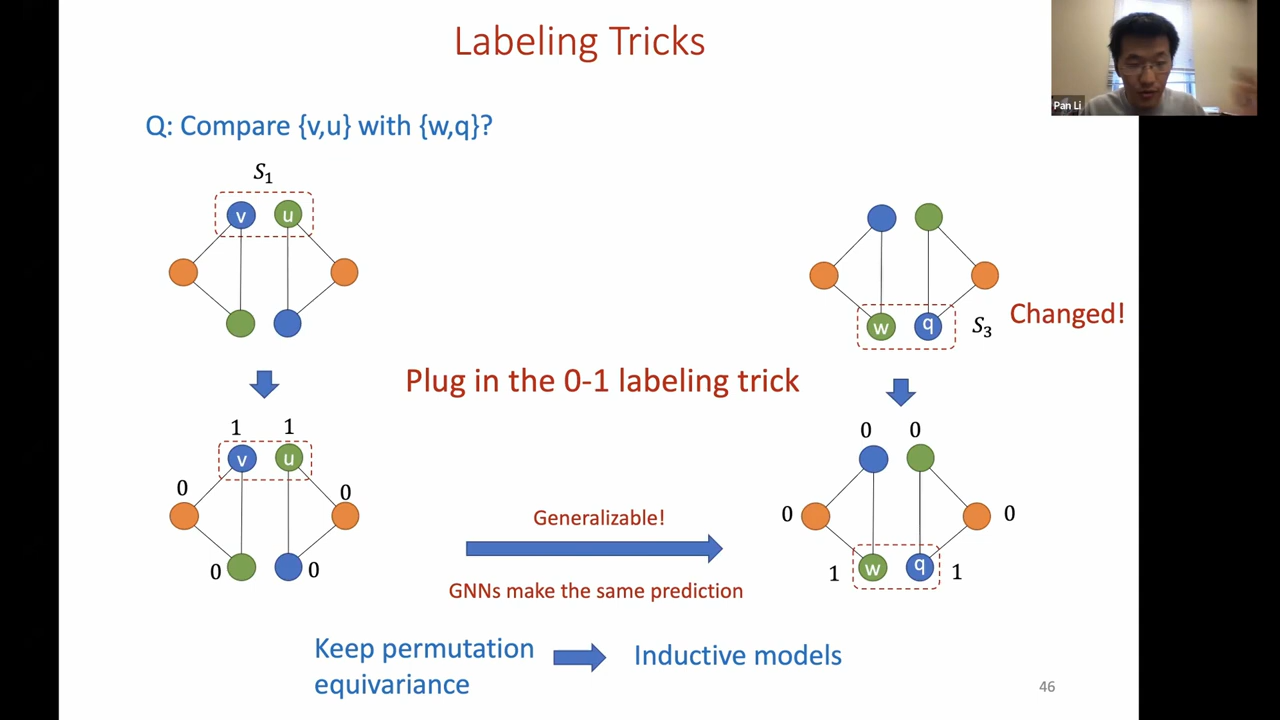 Labeling Tricks
Pan Li
Q: Compare {v,u} with {w,q}?
S₁
v u
w q S₃ Changed!
Plug in the 0-1 labeling trick
1 1
v u
0 0
0 0
0 0
0 0
1 w q 1
Generalizable!
GNNs make the same prediction
Keep permutation
equivariance
Inductive models
46